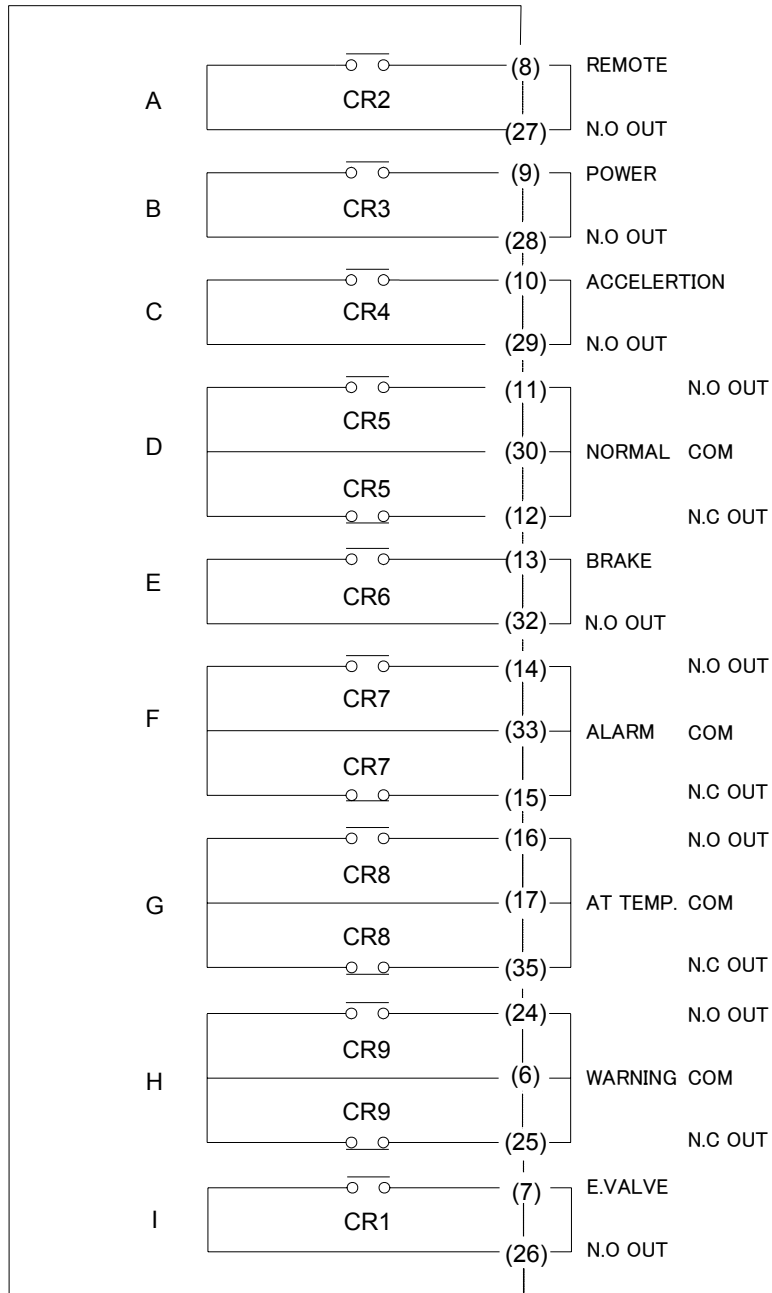 (8) REMOTE
A CR2
(27) N.O OUT
(9) POWER
B CR3
(28) N.O OUT
(10) ACCELERTION
C CR4
(29) N.O OUT
(11) N.O OUT
CR5
D (30) NORMAL COM
CR5
(12) N.C OUT
(13) BRAKE
E CR6
(32) N.O OUT
(14) N.O OUT
CR7
F (33) ALARM COM
CR7
(15) N.C OUT
(16) N.O OUT
CR8
G (17) AT TEMP. COM
CR8
(35) N.C OUT
(24) N.O OUT
CR9
H (6) WARNING COM
CR9
(25) N.C OUT
(7) E.VALVE
I CR1
(26) N.O OUT